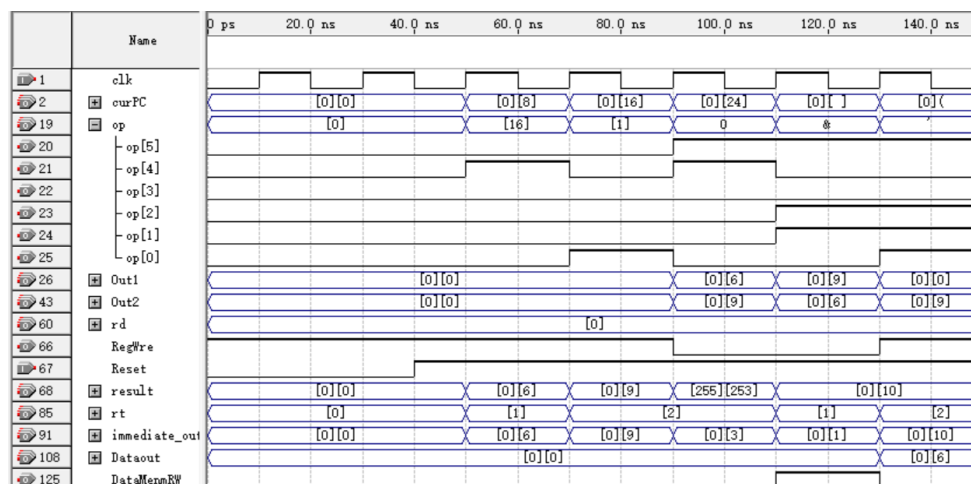 Name 0 ps 20.0 ns 40.0 ns 60.0 ns 80.0 ns 100.0 ns 120.0 ns 140.0 ns
1 clk
2 curPC [0][0] [0][8] [0][16] [0][24] [0][ ] [0](
19 op [0] [16] [1] 0 & '
20 op[5]
21 op[4]
22 op[3]
23 op[2]
24 op[1]
25 op[0]
26 Out1 [0][0] [0][6] [0][9] [0][0]
43 Out2 [0][0] [0][9] [0][6] [0][9]
60 rd [0]
66 RegWre
67 Reset
68 result [0][0] [0][6] [0][9] [255][253] [0][10]
85 rt [0] [1] [2] [1] [2]
91 immediate_out [0][0] [0][6] [0][9] [0][3] [0][1] [0][10]
108 Dataout [0][0] [0][6]
125 DataMenmRW